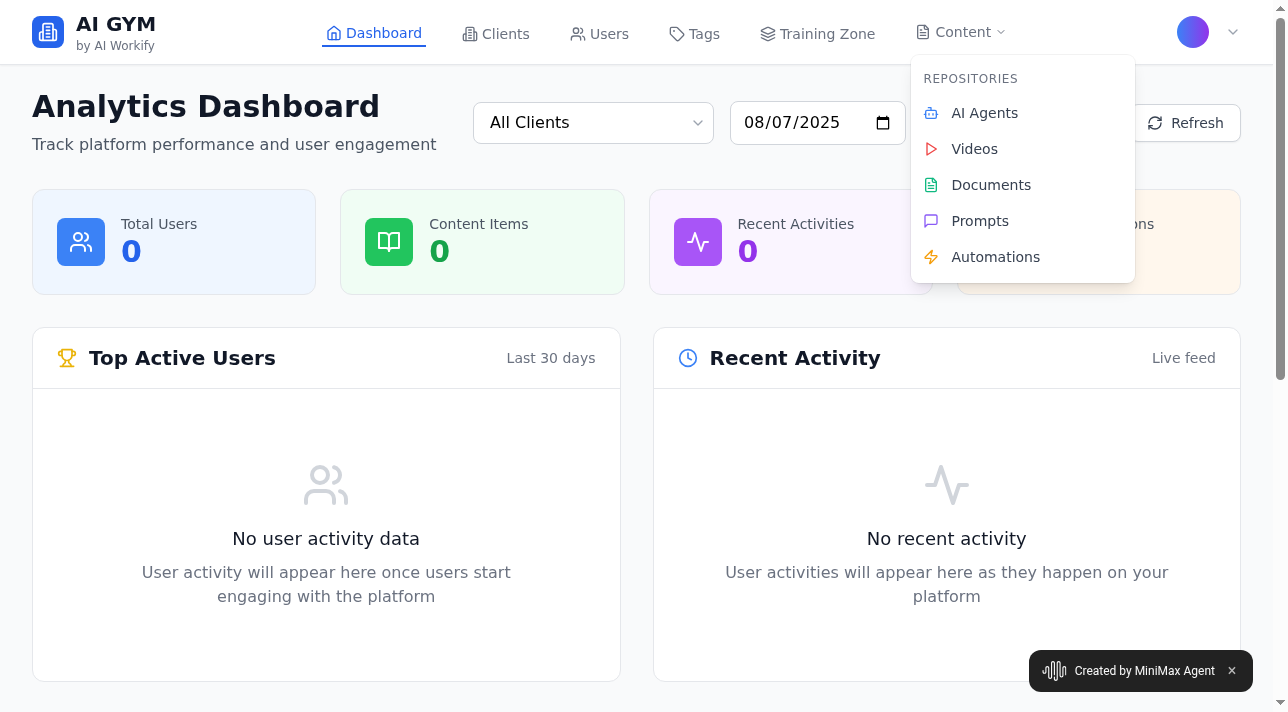 AI GYM
by AI Workify
Dashboard
Clients
Users
Tags
Training Zone
Content
REPOSITORIES
AI Agents
Videos
Documents
Prompts
Automations
Analytics Dashboard
Track platform performance and user engagement
All Clients
08/07/2025
Refresh
Total Users
0
Content Items
0
Recent Activities
0
ons
Top Active Users
Last 30 days
No user activity data
User activity will appear here once users start
engaging with the platform
Recent Activity
Live feed
No recent activity
User activities will appear here as they happen on your
platform
Created by MiniMax Agent